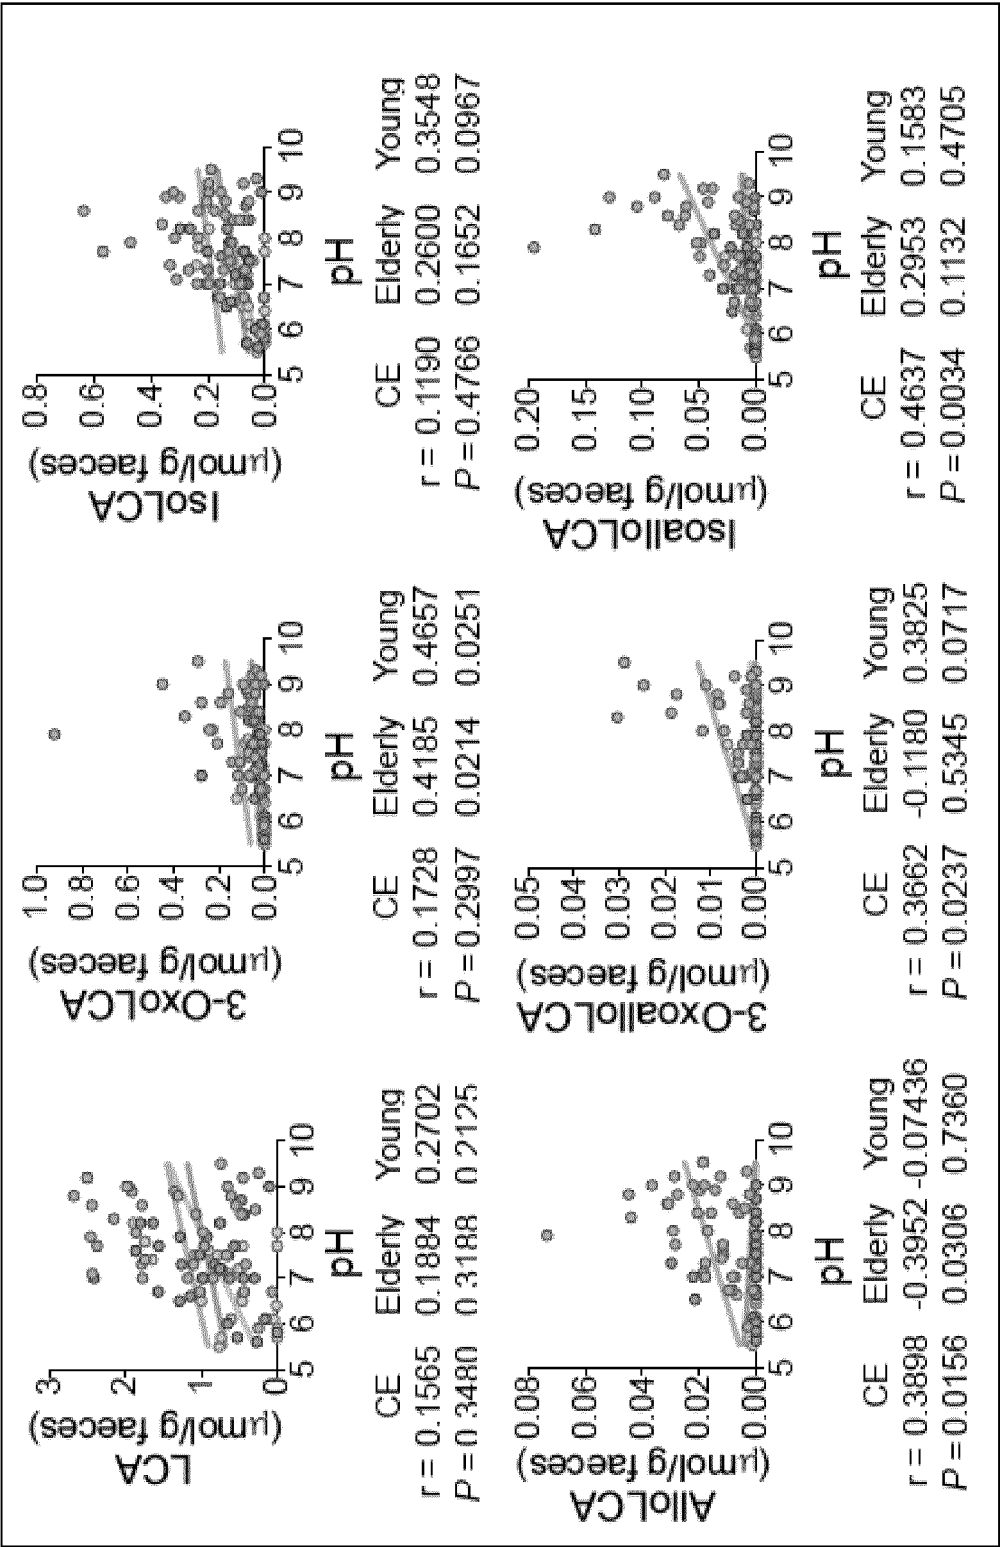 LCA
(μmol/g faeces)
3
2
1
0
5 6 7 8 9 10
pH
CE Elderly Young
r = 0.1565 0.1884 0.2702
P = 0.3480 0.3188 0.2125
3-OxoLCA
(μmol/g faeces)
1.0
0.8
0.6
0.4
0.2
0.0
5 6 7 8 9 10
pH
CE Elderly Young
r = 0.1728 0.4185 0.4657
P = 0.2997 0.0214 0.0251
IsoLCA
(μmol/g faeces)
0.8
0.6
0.4
0.2
0.0
5 6 7 8 9 10
pH
CE Elderly Young
r = 0.1190 0.2600 0.3548
P = 0.4766 0.1652 0.0967
AlloLCA
(μmol/g faeces)
0.08
0.06
0.04
0.02
0.00
5 6 7 8 9 10
pH
CE Elderly Young
r = 0.3898 -0.3952 -0.07436
P = 0.0156 0.0306 0.7360
3-OxoalloLCA
(μmol/g faeces)
0.05
0.04
0.03
0.02
0.01
0.00
5 6 7 8 9 10
pH
CE Elderly Young
r = 0.3662 -0.1180 0.3825
P = 0.0237 0.5345 0.0717
IsoalloLCA
(μmol/g faeces)
0.20
0.15
0.10
0.05
0.00
5 6 7 8 9 10
pH
CE Elderly Young
r = 0.4637 0.2953 0.1583
P = 0.0034 0.1132 0.4705